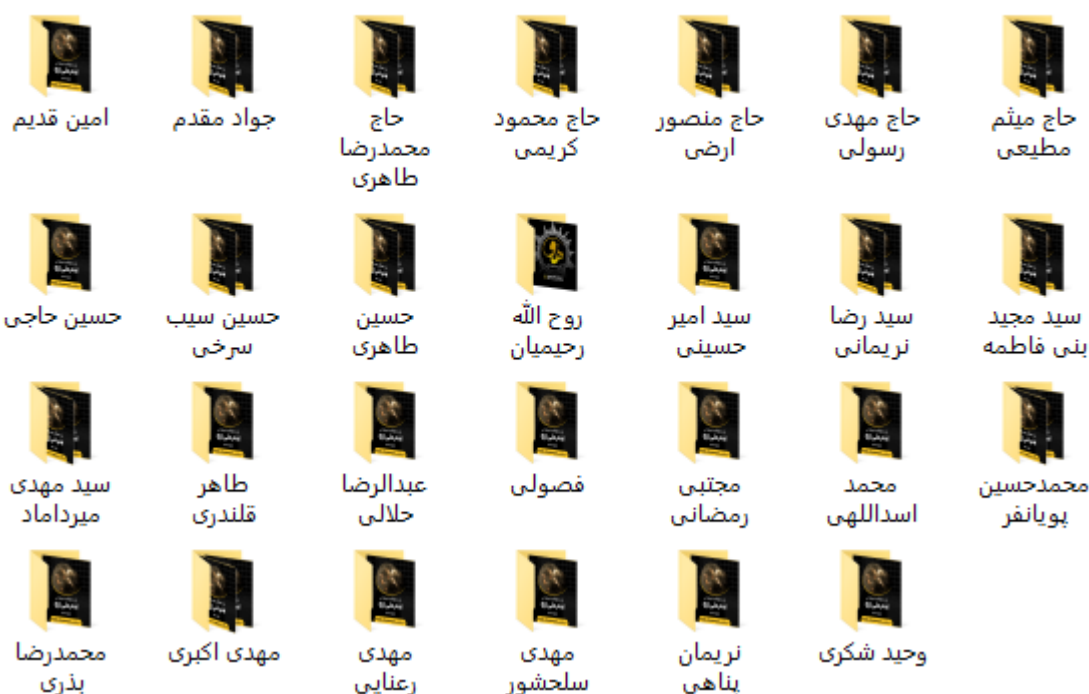 امین قدیم
جواد مقدم
حاج
محمدرضا
طاهری
حاج محمود
کریمی
حاج منصور
ارضی
حاج مهدی
رسولی
حاج میثم
مطیعی
حسین حاجی
حسین سیب
سرخی
حسین
طاهری
روح الله
رحیمیان
سید امیر
حسینی
سید رضا
نریمانی
سید مجید
بنی فاطمه
سید مهدی
میرداماد
طاهر
قلندری
عبدالرضا
حلالی
فصولی
مجتبی
رمضانی
محمد
اسداللهی
محمدحسین
پویانفر
محمدرضا
بذری
مهدی اکبری
مهدی
رعنایی
مهدی
سلحشور
نریمان
پناهی
وحید شکری